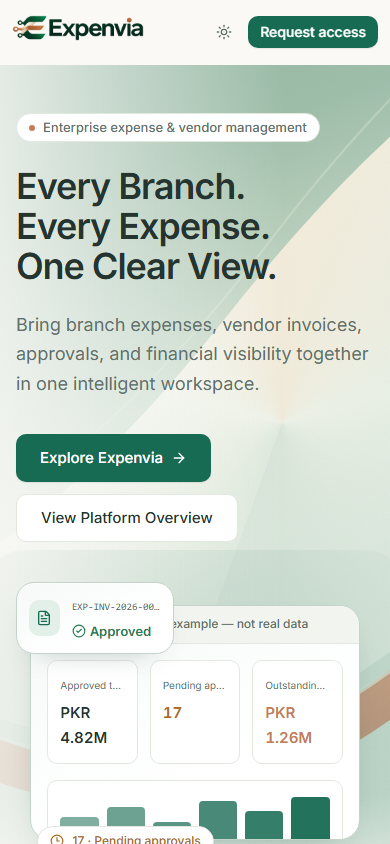 Expenvia
Request access
Enterprise expense & vendor management
Every Branch.
Every Expense.
One Clear View.
Bring branch expenses, vendor invoices,
approvals, and financial visibility together
in one intelligent workspace.
Explore Expenvia
View Platform Overview
EXP-INV-2026-00…
Approved
example — not real data
Approved t…
Pending ap…
Outstandin…
PKR
4.82M
17
PKR
1.26M
17 · Pending approvals